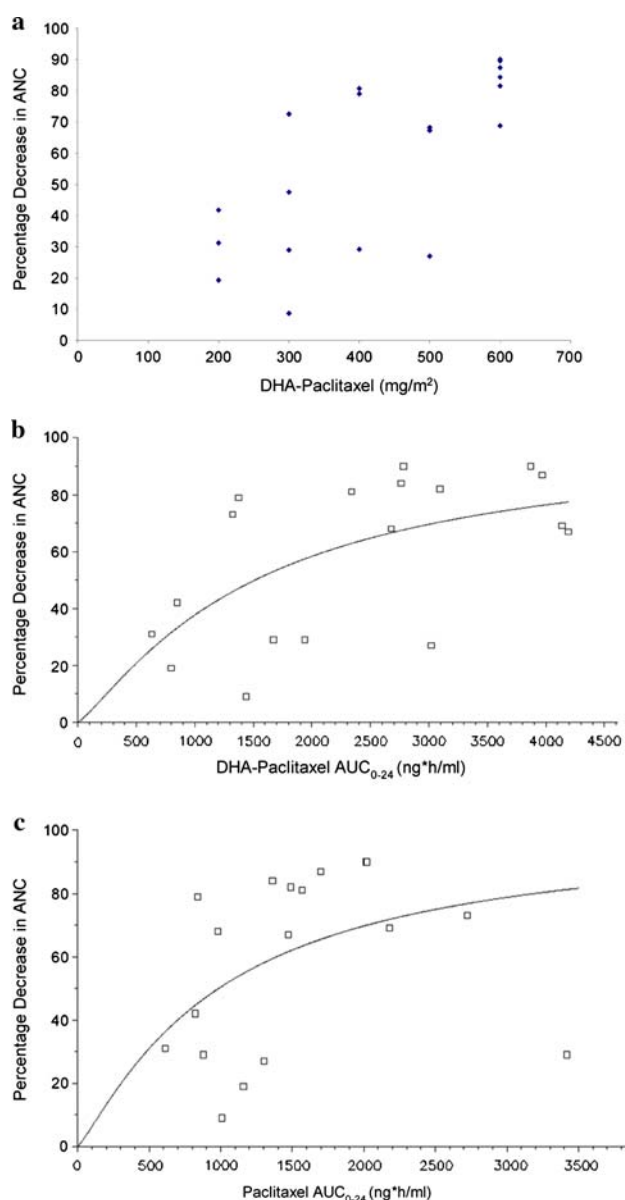 a
Percentage Decrease in ANC
100
90
80
70
60
50
40
30
20
10
0
0 100 200 300 400 500 600 700
DHA-Paclitaxel (mg/m²)
b
Percentage Decrease in ANC
100
80
60
40
20
0
0 500 1000 1500 2000 2500 3000 3500 4000 4500
DHA-Paclitaxel AUC₀₋₂₄ (ng*h/ml)
c
Percentage Decrease in ANC
100
80
60
40
20
0
0 500 1000 1500 2000 2500 3000 3500
Paclitaxel AUC₀₋₂₄ (ng*h/ml)